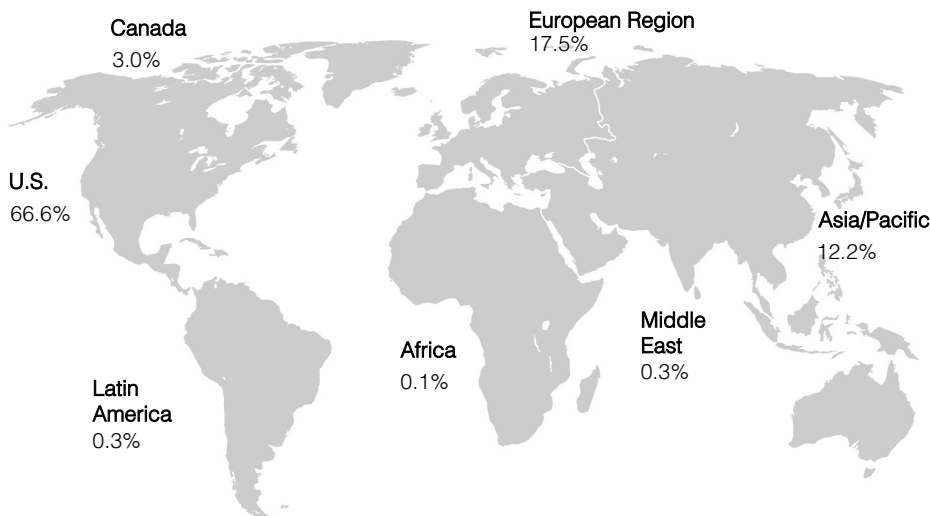 Canada
3.0%
European Region
17.5%
U.S.
66.6%
Asia/Pacific
12.2%
Middle
East
0.3%
Africa
0.1%
Latin
America
0.3%